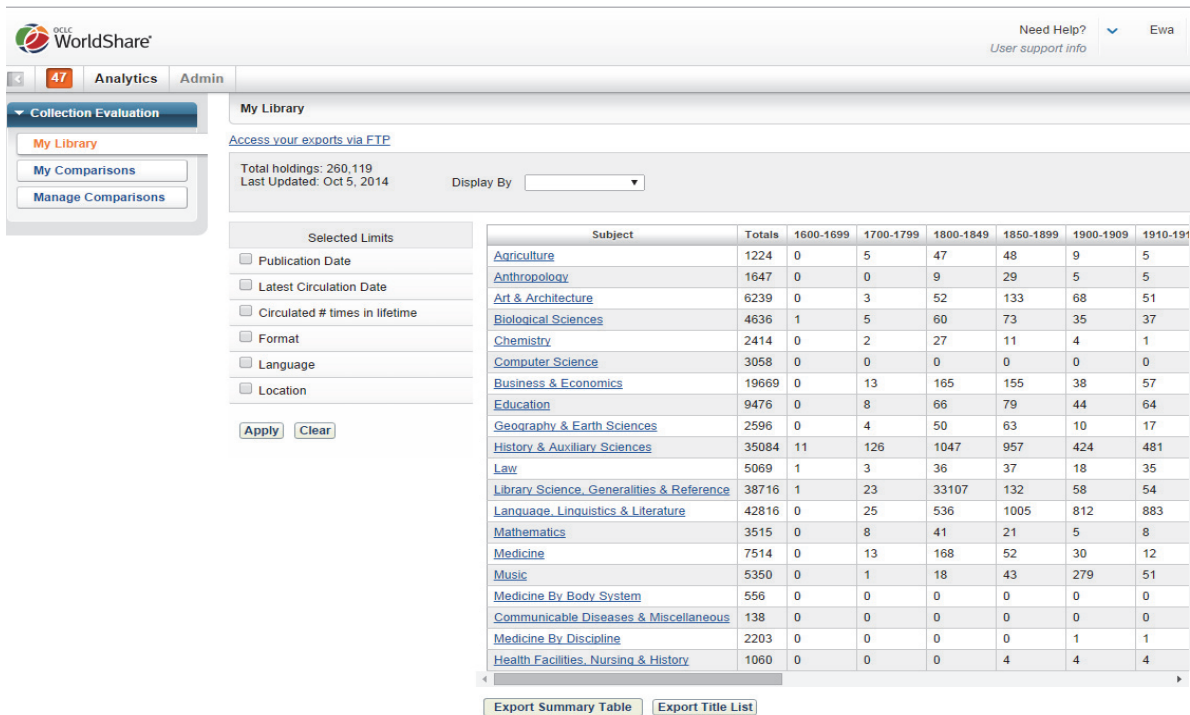 OCLC
WorldShare®
Need Help?
Ewa
User support info
47 Analytics Admin
Collection Evaluation
My Library
My Comparisons
Manage Comparisons
My Library
Access your exports via FTP
Total holdings: 260,119
Last Updated: Oct 5, 2014
Display By
Selected Limits
Publication Date
Latest Circulation Date
Circulated # times in lifetime
Format
Language
Location
Apply Clear
Subject Totals 1600-1699 1700-1799 1800-1849 1850-1899 1900-1909 1910-191
Agriculture 1224 0 5 47 48 9 5
Anthropology 1647 0 0 9 29 5 5
Art & Architecture 6239 0 3 52 133 68 51
Biological Sciences 4636 1 5 60 73 35 37
Chemistry 2414 0 2 27 11 4 1
Computer Science 3058 0 0 0 0 0 0
Business & Economics 19669 0 13 165 155 38 57
Education 9476 0 8 66 79 44 64
Geography & Earth Sciences 2596 0 4 50 63 10 17
History & Auxiliary Sciences 35084 11 126 1047 957 424 481
Law 5069 1 3 36 37 18 35
Library Science, Generalities & Reference 38716 1 23 33107 132 58 54
Language, Linguistics & Literature 42816 0 25 536 1005 812 883
Mathematics 3515 0 8 41 21 5 8
Medicine 7514 0 13 168 52 30 12
Music 5350 0 1 18 43 279 51
Medicine By Body System 556 0 0 0 0 0 0
Communicable Diseases & Miscellaneous 138 0 0 0 0 0 0
Medicine By Discipline 2203 0 0 0 0 1 1
Health Facilities, Nursing & History 1060 0 0 0 4 4 4
Export Summary Table Export Title List